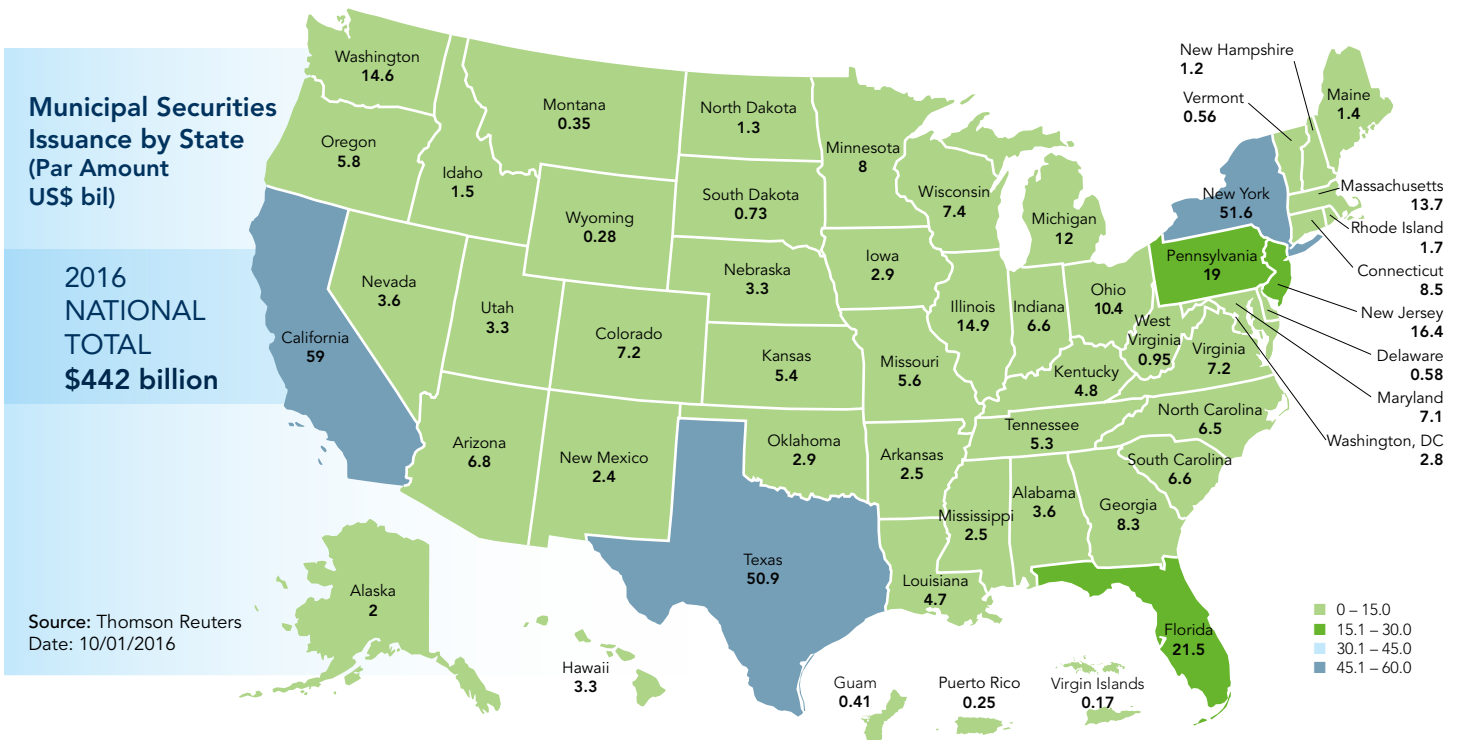 Municipal Securities
Issuance by State
(Par Amount
US$ bil)
2016
NATIONAL
TOTAL
$442 billion
Source: Thomson Reuters
Date: 10/01/2016
Washington
14.6
Oregon
5.8
California
59
Idaho
1.5
Nevada
3.6
Montana
0.35
Wyoming
0.28
Utah
3.3
Arizona
6.8
Colorado
7.2
New Mexico
2.4
North Dakota
1.3
South Dakota
0.73
Nebraska
3.3
Kansas
5.4
Oklahoma
2.9
Texas
50.9
Minnesota
8
Iowa
2.9
Missouri
5.6
Arkansas
2.5
Louisiana
4.7
Wisconsin
7.4
Illinois
14.9
Michigan
12
Indiana
6.6
Ohio
10.4
Kentucky
4.8
Tennessee
5.3
Mississippi
2.5
Alabama
3.6
Georgia
8.3
Florida
21.5
South Carolina
6.6
North Carolina
6.5
Virginia
7.2
West
Virginia
0.95
Pennsylvania
19
New York
51.6
New Hampshire
1.2
Vermont
0.56
Maine
1.4
Massachusetts
13.7
Rhode Island
1.7
Connecticut
8.5
New Jersey
16.4
Delaware
0.58
Maryland
7.1
Washington, DC
2.8
Alaska
2
Hawaii
3.3
Guam
0.41
Puerto Rico
0.25
Virgin Islands
0.17
0 – 15.0
15.1 – 30.0
30.1 – 45.0
45.1 – 60.0